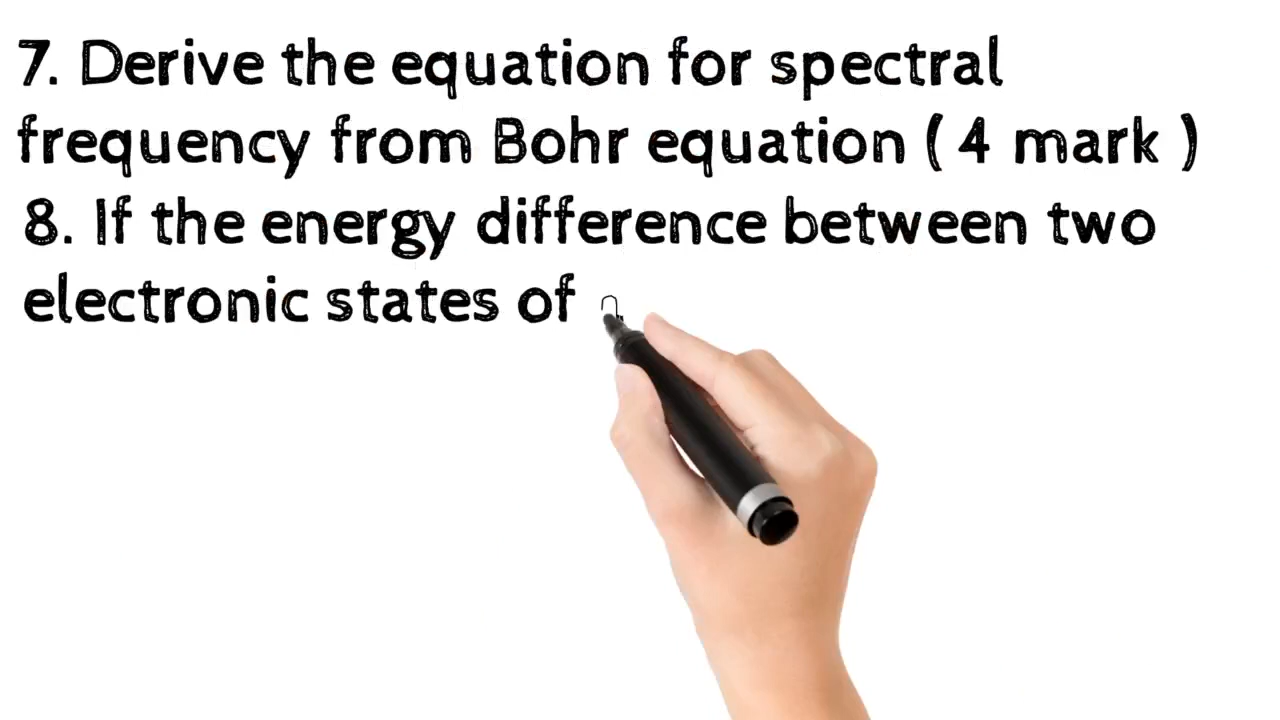 7. Derive the equation for spectral
frequency from Bohr equation ( 4 mark )
8. If the energy difference between two
electronic states of